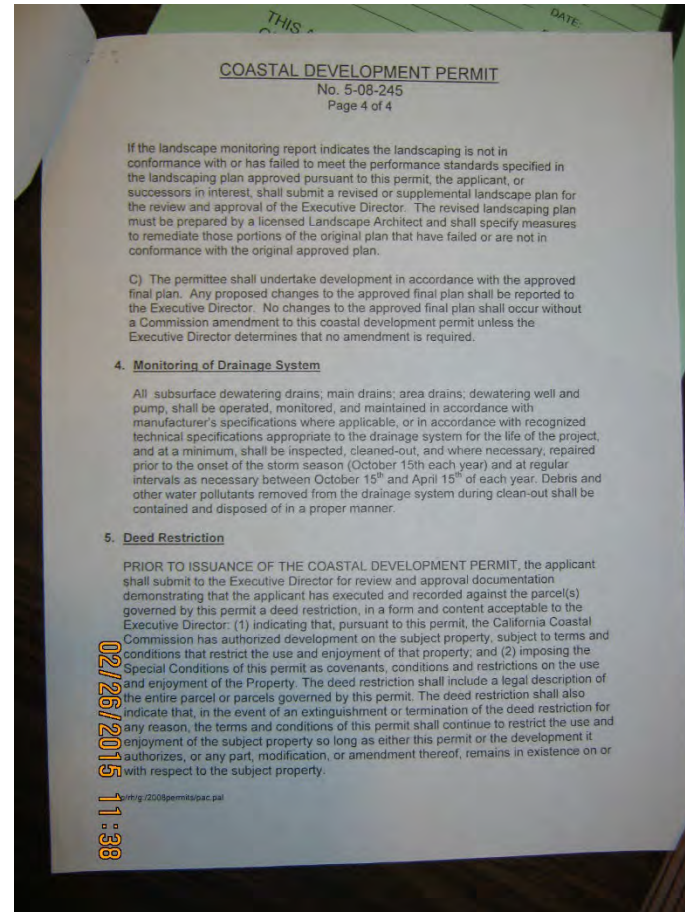 THIS
DATE:
COASTAL DEVELOPMENT PERMIT
No. 5-08-245
Page 4 of 4
If the landscape monitoring report indicates the landscaping is not in
conformance with or has failed to meet the performance standards specified in
the landscaping plan approved pursuant to this permit, the applicant, or
successors in interest, shall submit a revised or supplemental landscape plan for
the review and approval of the Executive Director. The revised landscaping plan
must be prepared by a licensed Landscape Architect and shall specify measures
to remediate those portions of the original plan that have failed or are not in
conformance with the original approved plan.
C) The permittee shall undertake development in accordance with the approved
final plan. Any proposed changes to the approved final plan shall be reported to
the Executive Director. No changes to the approved final plan shall occur without
a Commission amendment to this coastal development permit unless the
Executive Director determines that no amendment is required.
4. Monitoring of Drainage System
All subsurface dewatering drains; main drains; area drains; dewatering well and
pump, shall be operated, monitored, and maintained in accordance with
manufacturer's specifications where applicable, or in accordance with recognized
technical specifications appropriate to the drainage system for the life of the project,
and at a minimum, shall be inspected, cleaned-out, and where necessary, repaired
prior to the onset of the storm season (October 15th each year) and at regular
intervals as necessary between October 15th and April 15th of each year. Debris and
other water pollutants removed from the drainage system during clean-out shall be
contained and disposed of in a proper manner.
5. Deed Restriction
PRIOR TO ISSUANCE OF THE COASTAL DEVELOPMENT PERMIT, the applicant
shall submit to the Executive Director for review and approval documentation
demonstrating that the applicant has executed and recorded against the parcel(s)
governed by this permit a deed restriction, in a form and content acceptable to the
Executive Director: (1) indicating that, pursuant to this permit, the California Coastal
Commission has authorized development on the subject property, subject to terms and
conditions that restrict the use and enjoyment of that property; and (2) imposing the
Special Conditions of this permit as covenants, conditions and restrictions on the use
and enjoyment of the Property. The deed restriction shall include a legal description of
the entire parcel or parcels governed by this permit. The deed restriction shall also
indicate that, in the event of an extinguishment or termination of the deed restriction for
any reason, the terms and conditions of this permit shall continue to restrict the use and
enjoyment of the subject property so long as either this permit or the development it
authorizes, or any part, modification, or amendment thereof, remains in existence on or
with respect to the subject property.
/rh/g:/2008permits/pac.pal
02/26/2015 11:38